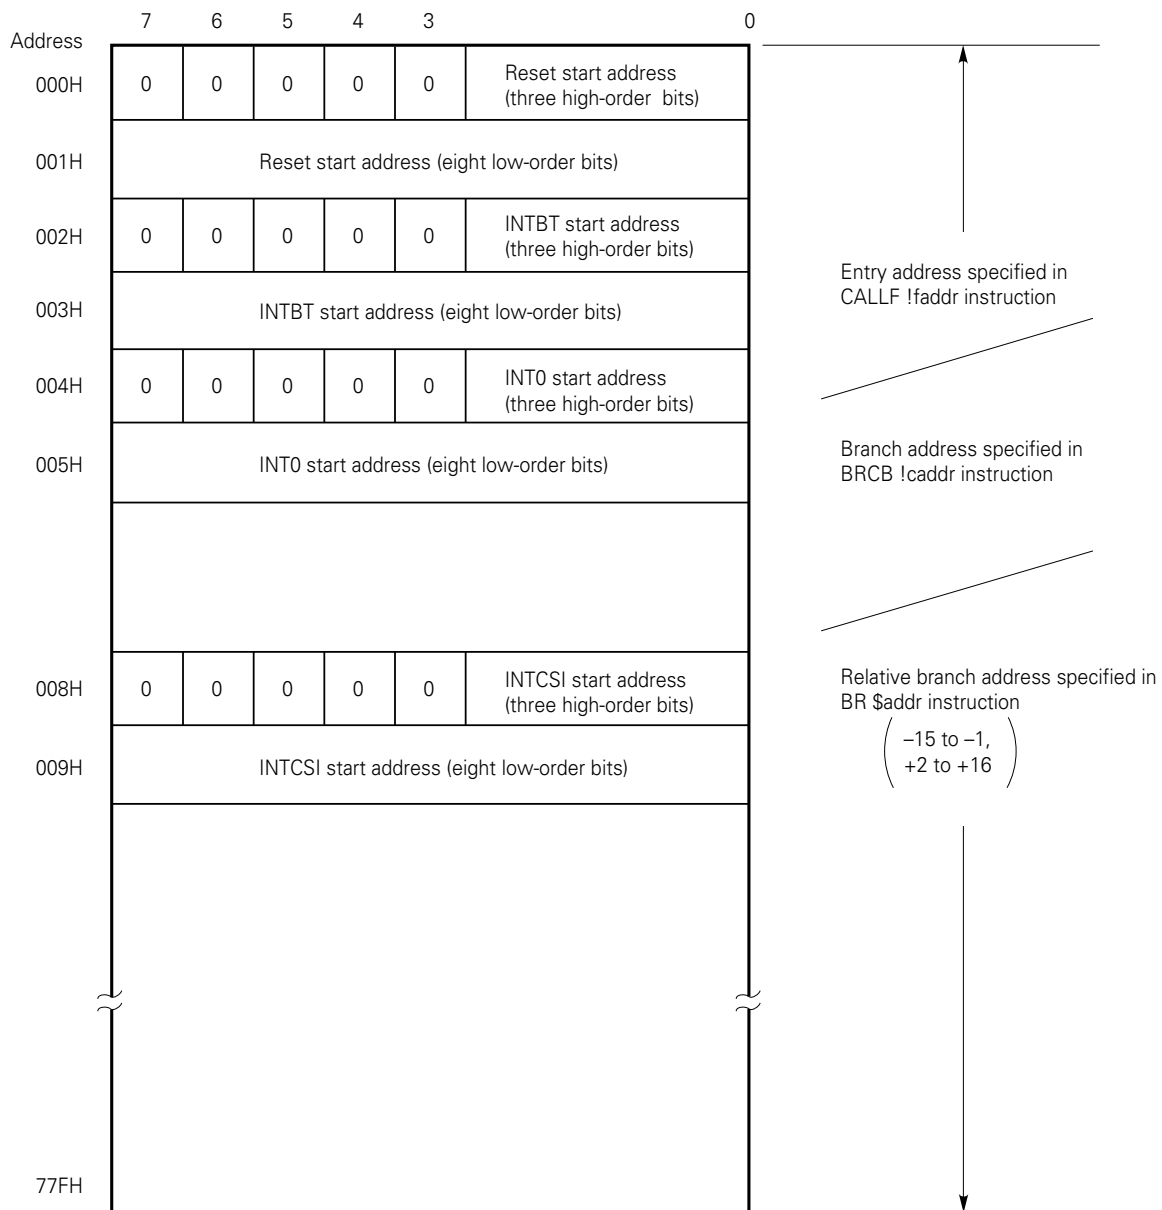 7 6 5 4 3 0
Address
000H 0 0 0 0 0 Reset start address
(three high-order bits)
001H Reset start address (eight low-order bits)
002H 0 0 0 0 0 INTBT start address
(three high-order bits)
003H INTBT start address (eight low-order bits)
004H 0 0 0 0 0 INT0 start address
(three high-order bits)
005H INT0 start address (eight low-order bits)
008H 0 0 0 0 0 INTCSI start address
(three high-order bits)
009H INTCSI start address (eight low-order bits)
77FH
Entry address specified in
CALLF !faddr instruction
Branch address specified in
BRCB !caddr instruction
Relative branch address specified in
BR $addr instruction
–15 to –1,
+2 to +16